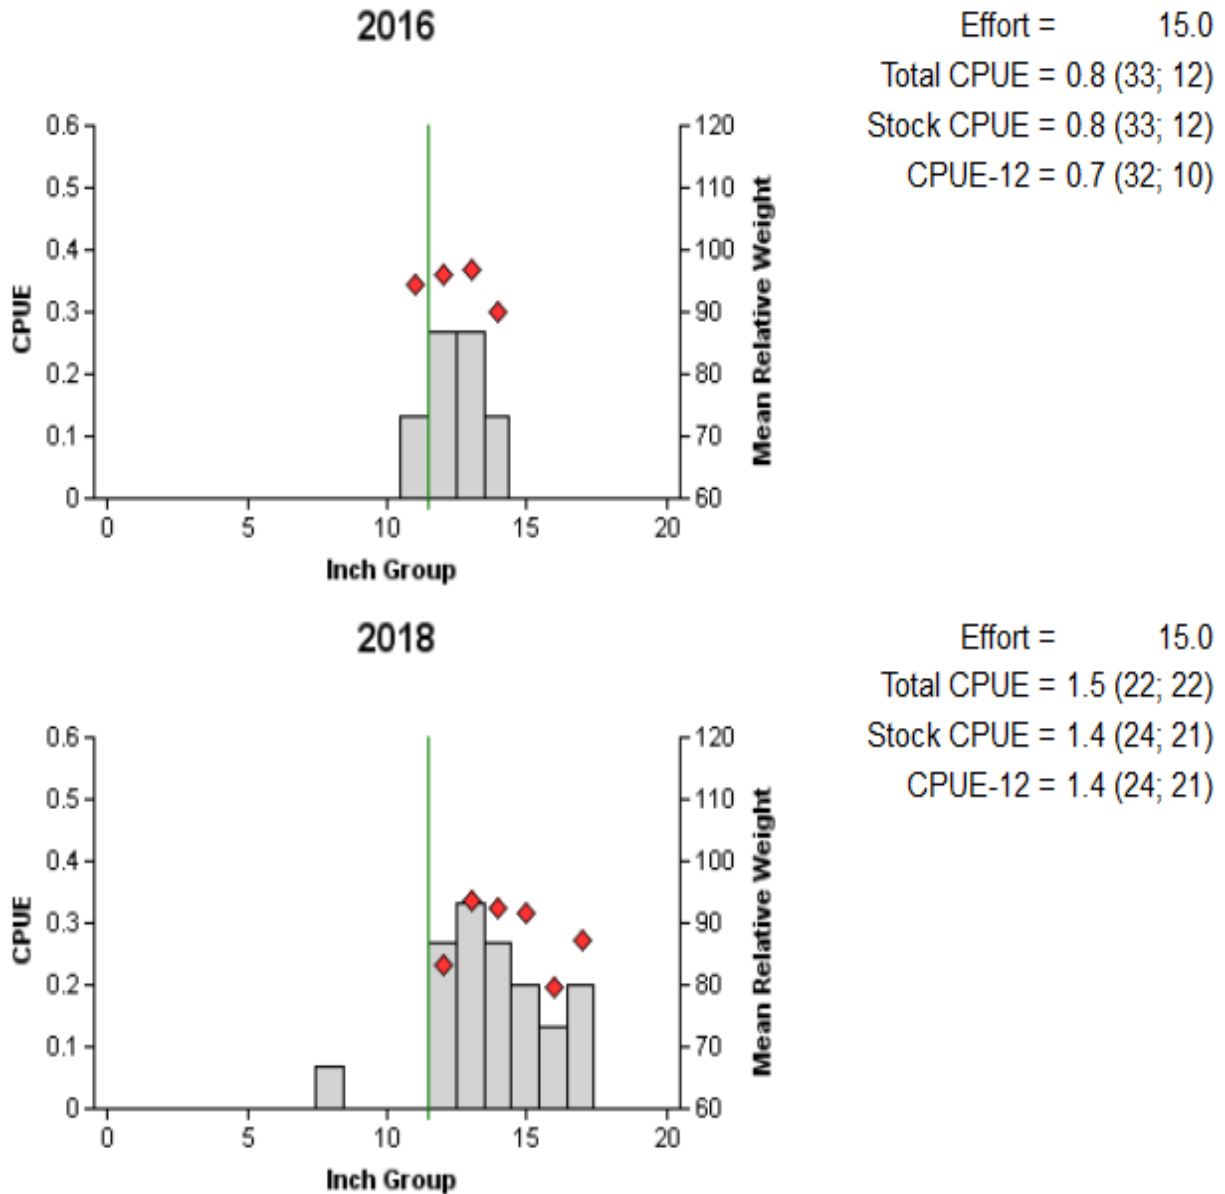 2016
Effort = 15.0
Total CPUE = 0.8 (33; 12)
Stock CPUE = 0.8 (33; 12)
CPUE-12 = 0.7 (32; 10)
0.6
0.5
0.4
0.3
0.2
0.1
0
CPUE
120
110
100
90
80
70
60
Mean Relative Weight
0 5 10 15 20
Inch Group
2018
Effort = 15.0
Total CPUE = 1.5 (22; 22)
Stock CPUE = 1.4 (24; 21)
CPUE-12 = 1.4 (24; 21)
0.6
0.5
0.4
0.3
0.2
0.1
0
CPUE
120
110
100
90
80
70
60
Mean Relative Weight
0 5 10 15 20
Inch Group